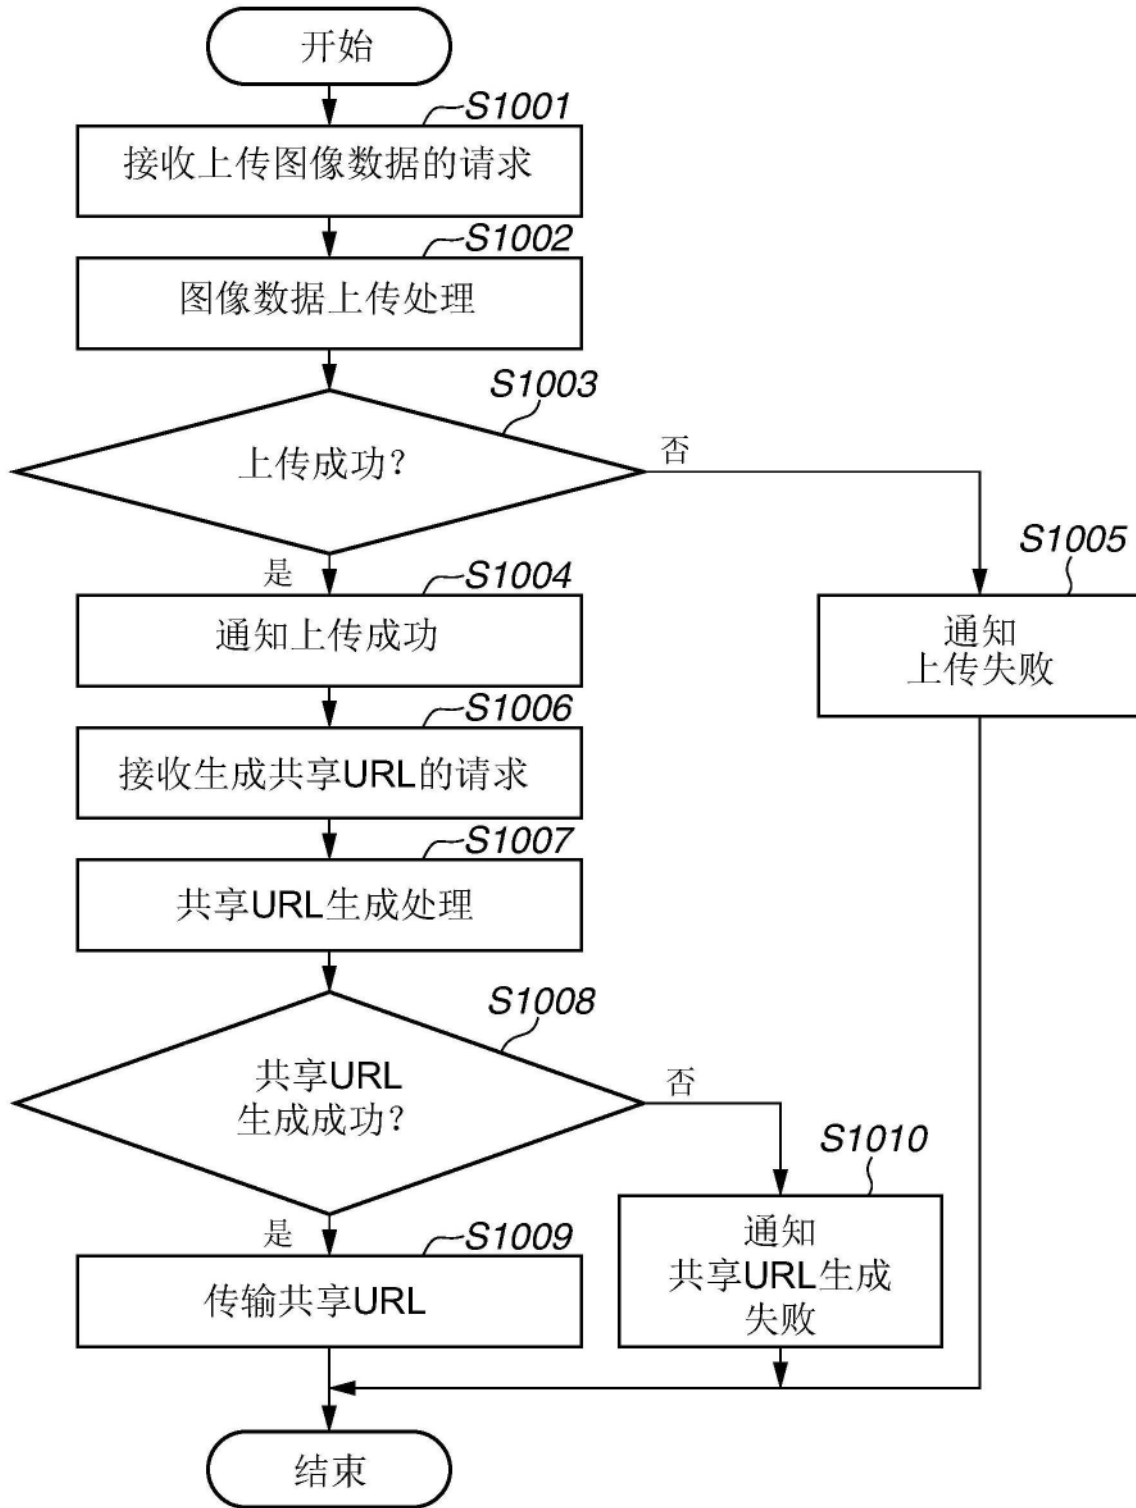 开始
S1001
接收上传图像数据的请求
S1002
图像数据上传处理
S1003
上传成功?
否
是
S1004
通知上传成功
S1005
通知
上传失败
S1006
接收生成共享URL的请求
S1007
共享URL生成处理
S1008
共享URL
生成成功?
否
是
S1009
传输共享URL
S1010
通知
共享URL生成
失败
结束